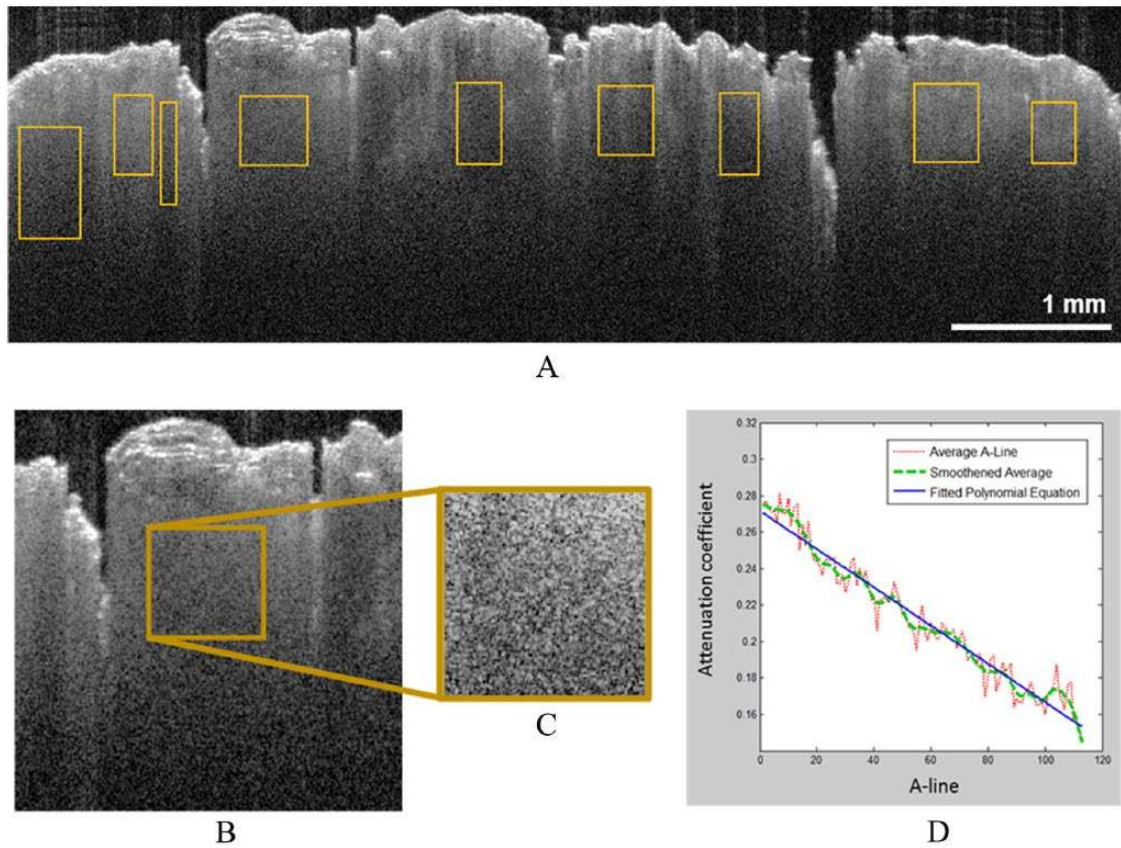 1 mm
A
B
C
0.32
0.3
0.28
0.26
0.24
0.22
0.2
0.18
0.16
0
20
40
60
80
100
120
Attenuation coefficient
A-line
Average A-Line
Smoothened Average
Fitted Polynomial Equation
D